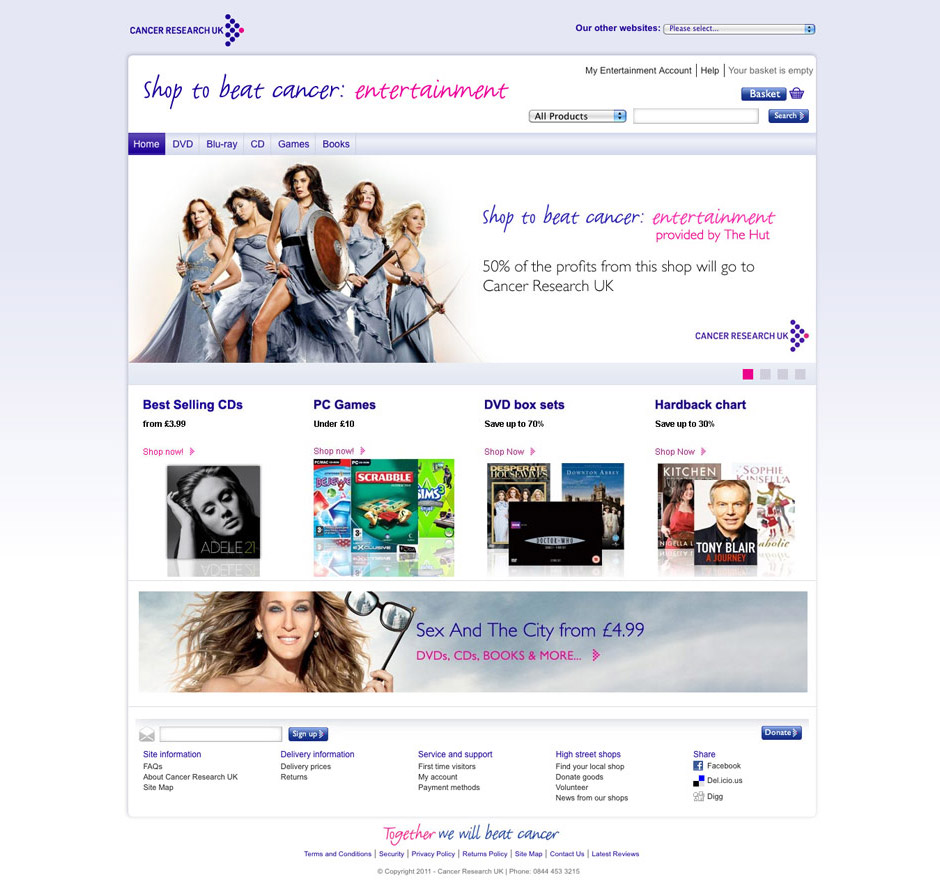 CANCER RESEARCH UK
Our other websites: Please select...
My Entertainment Account | Help | Your basket is empty
Shop to beat cancer: entertainment
Basket
All Products
Search
Home DVD Blu-ray CD Games Books
Shop to beat cancer: entertainment
provided by The Hut
50% of the profits from this shop will go to
Cancer Research UK
CANCER RESEARCH UK
Best Selling CDs
from £3.99
Shop now!
ADELE 21
PC Games
Under £10
Shop now!
SCRABBLE
SIMS 3
DVD box sets
Save up to 70%
Shop Now
DESPERATE
HOUSEWIVES
DOWNTON ABBEY
DOCTOR WHO
Hardback chart
Save up to 30%
Shop Now
KITCHEN
SOPHIE
KINSELLA
NIGELLA
TONY BLAIR
A JOURNEY
Sex And The City from £4.99
DVDs, CDs, BOOKS & MORE...
Sign up
Donate
Site information
FAQs
About Cancer Research UK
Site Map
Delivery information
Delivery prices
Returns
Service and support
First time visitors
My account
Payment methods
High street shops
Find your local shop
Donate goods
Volunteer
News from our shops
Share
Facebook
Del.icio.us
Digg
Together we will beat cancer
Terms and Conditions | Security | Privacy Policy | Returns Policy | Site Map | Contact Us | Latest Reviews
© Copyright 2011 - Cancer Research UK | Phone: 0844 453 3215